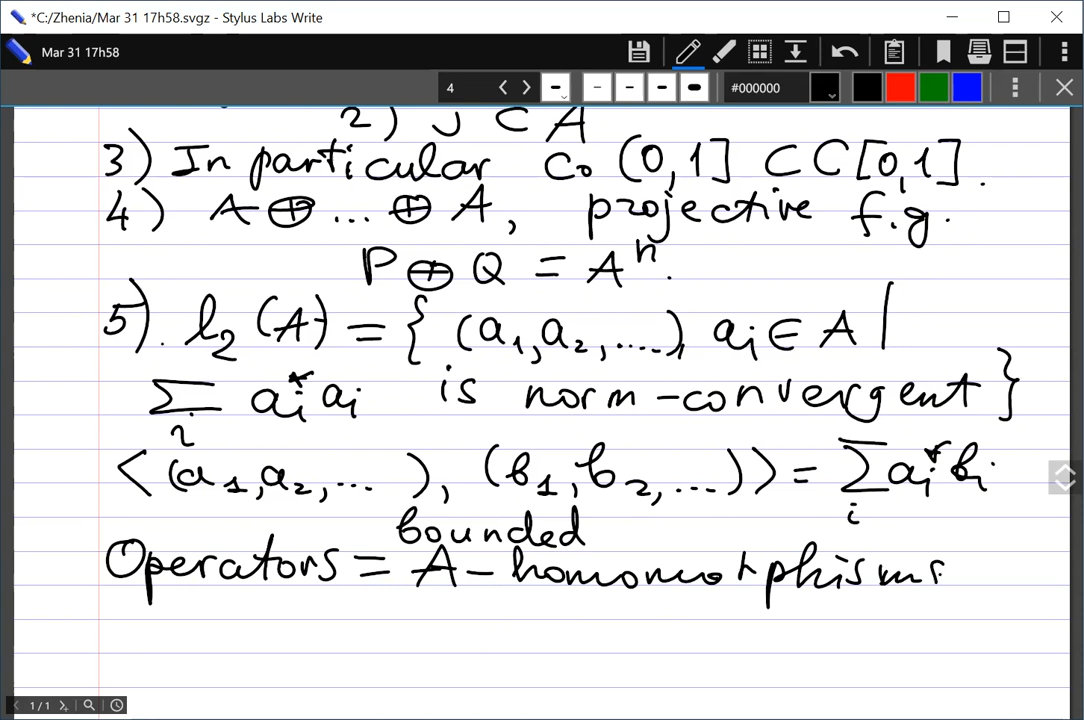 *C:/Zhenia/Mar 31 17h58.svgz - Stylus Labs Write
Mar 31 17h58
4
#000000
2) J ⊂ A
3) In particular C₀ (0,1] ⊂ C[0,1].
4) A ⊕ ... ⊕ A, projective f.g.
P ⊕ Q = Aⁿ.
5). l₂(A) = { (a₁,a₂,....), aᵢ ∈ A |
∑ᵢ aᵢ* aᵢ is norm-convergent }
< (a₁,a₂,... ), (b₁,b₂,...)> = ∑ᵢ aᵢ* bᵢ
bounded
Operators = A - homomorphisms
1/1